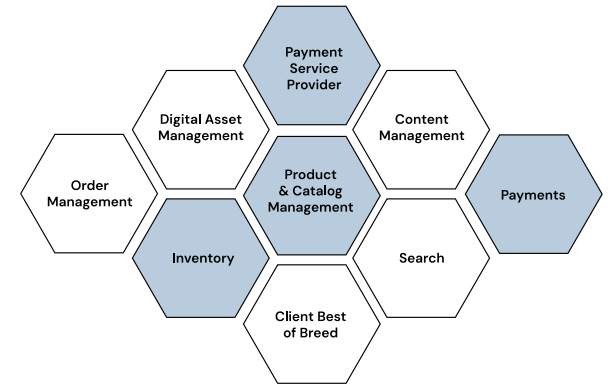 Payment
Service
Provider
Digital Asset
Management
Content
Management
Order
Management
Product
& Catalog
Management
Payments
Inventory
Search
Client Best
of Breed